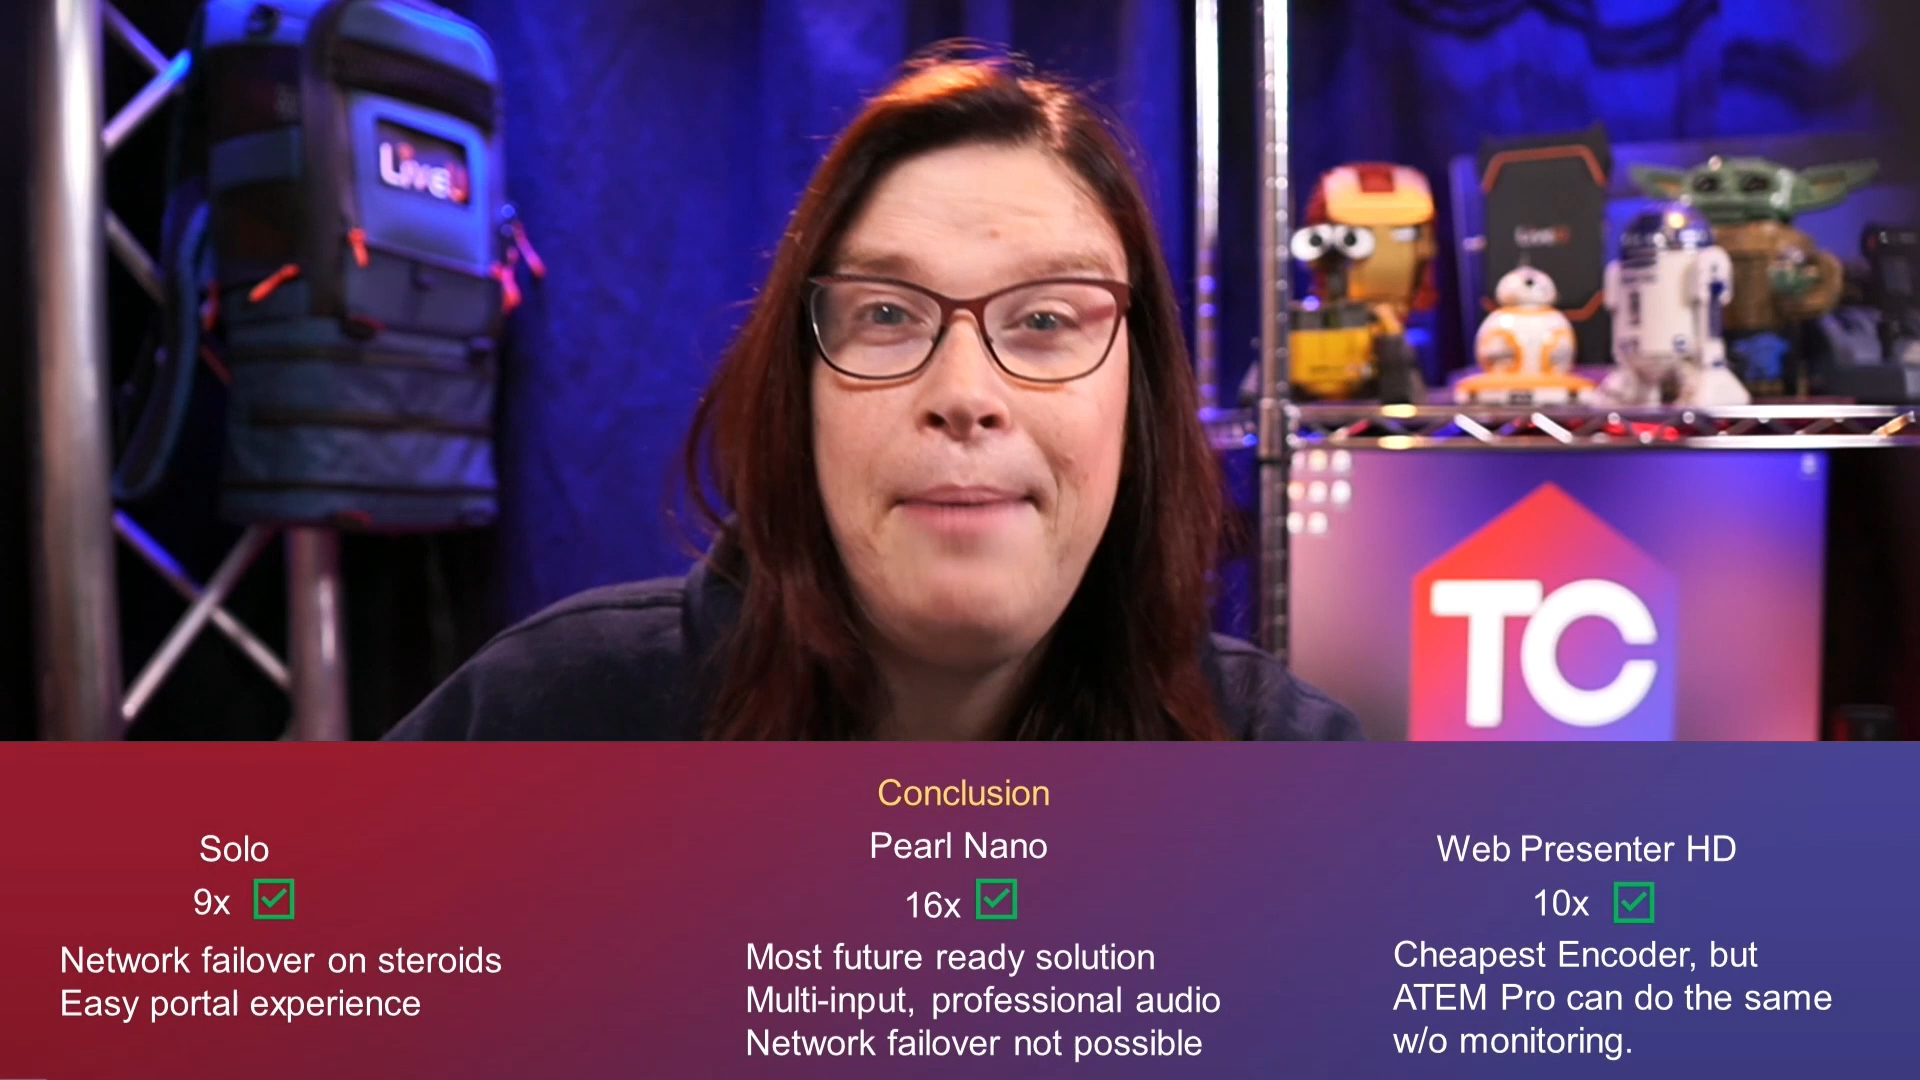 LiveU
LiveU
TC
Conclusion
Solo
9x
Network failover on steroids
Easy portal experience
Pearl Nano
16x
Most future ready solution
Multi-input, professional audio
Network failover not possible
Web Presenter HD
10x
Cheapest Encoder, but
ATEM Pro can do the same
w/o monitoring.